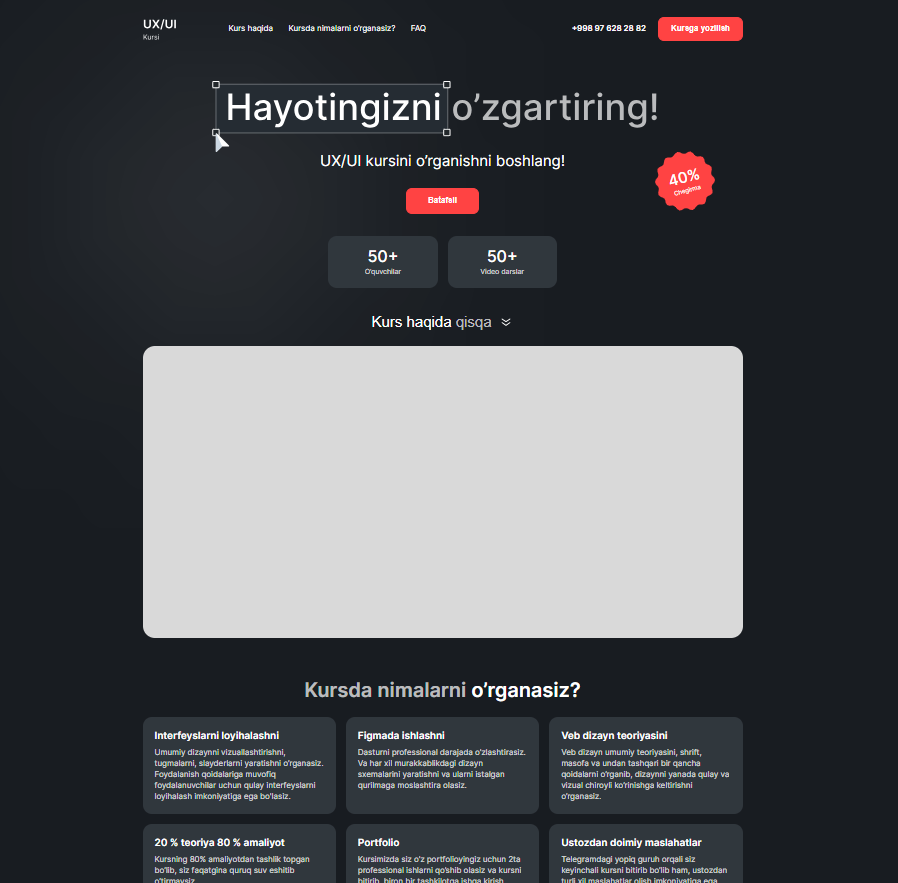 UX/UI
Kursi
Kurs haqida
Kursda nimalarni o'rganasiz?
FAQ
+998 97 628 28 82
Kursga yozilish
Hayotingizni o'zgartiring!
UX/UI kursini o'rganishni boshlang!
40%
Chegirma
Batafsil
50+
O'quvchilar
50+
Video darslar
Kurs haqida qisqa
Kursda nimalarni o'rganasiz?
Interfeyslarni loyihalashni
Umumiy dizaynni vizuallashtirishni,
tugmalarni, slayderlarni yaratishni o'rganasiz.
Foydalanish qoidalariga muvofiq
foydalanuvchilar uchun qulay interfeyslarni
loyihalash imkoniyatiga ega bo'lasiz.
Figmada ishlashni
Dasturni professional darajada o'zlashtirasiz.
Va har xil murakkablikdagi dizayn
sxemalarini yaratishni va ularni istalgan
qurilmaga moslashtira olasiz.
Veb dizayn teoriyasini
Veb dizayn umumiy teoriyasini, shrift,
masofa va undan tashqari bir qancha
qoidalarni o'rganib, dizaynni yanada qulay va
vizual chiroyli ko'rinishga keltirishni
o'rganasiz.
20 % teoriya 80 % amaliyot
Kursning 80% amaliyotdan tashlik topgan
bo'lib, siz faqatgina quruq suv eshitib
o'tirmaysiz
Portfolio
Kursimizda siz o'z portfolioyingiz uchun 2ta
professional ishlarni qo'shib olasiz va kursni
bitirib, biron bir tashkilotga ishga kirish
Ustozdan doimiy maslahatlar
Telegramdagi yopiq guruh orqali siz
keyinchali kursni bitirib bo'lib ham, ustozdan
turli xil maslahatlar olish imkoniyatiga ega